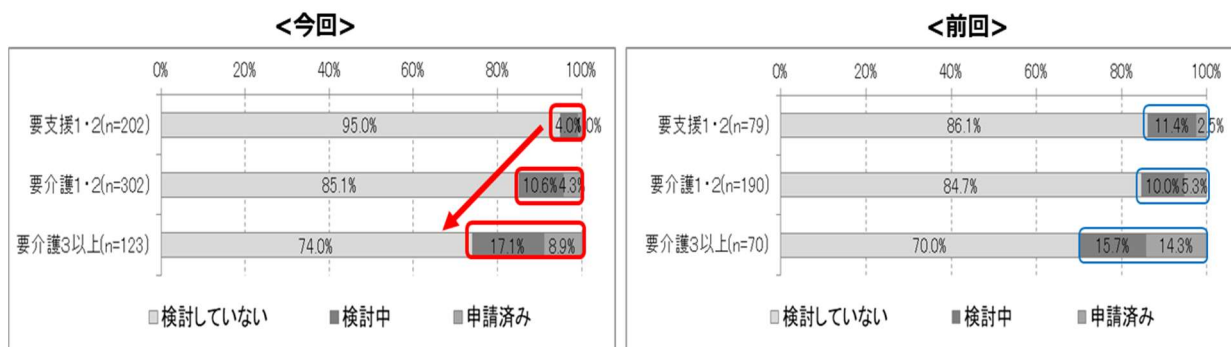 <今回>
0% 20% 40% 60% 80% 100%
要支援1・2(n=202) 95.0% 4.0% 1.0%
要介護1・2(n=302) 85.1% 10.6% 4.3%
要介護3以上(n=123) 74.0% 17.1% 8.9%
検討していない 検討中 申請済み
<前回>
0% 20% 40% 60% 80% 100%
要支援1・2(n=79) 86.1% 11.4% 2.5%
要介護1・2(n=190) 84.7% 10.0% 5.3%
要介護3以上(n=70) 70.0% 15.7% 14.3%
検討していない 検討中 申請済み